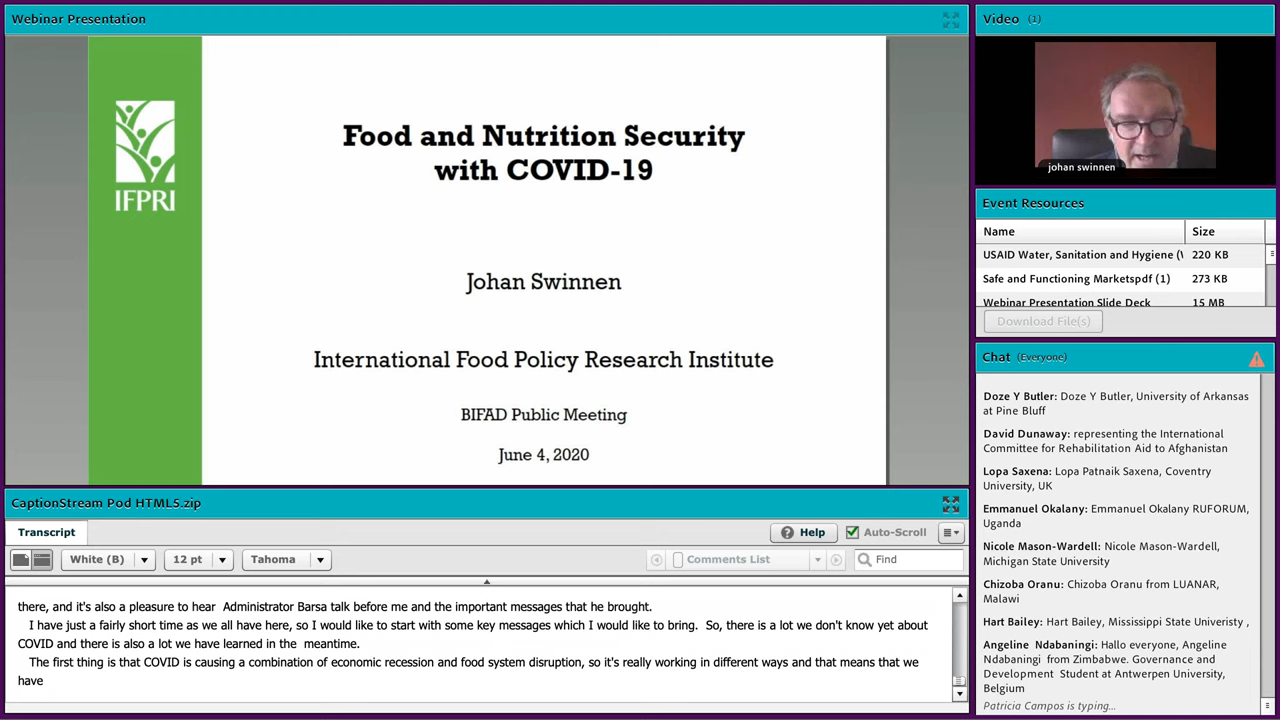 Webinar Presentation
IFPRI
Food and Nutrition Security
with COVID-19
Johan Swinnen
International Food Policy Research Institute
BIFAD Public Meeting
June 4, 2020
CaptionStream Pod HTML5.zip
Transcript
Help
Auto-Scroll
White (B)
12 pt
Tahoma
Comments List
Find
there, and it's also a pleasure to hear Administrator Barsa talk before me and the important messages that he brought.
I have just a fairly short time as we all have here, so I would like to start with some key messages which I would like to bring. So, there is a lot we don't know yet about
COVID and there is also a lot we have learned in the meantime.
The first thing is that COVID is causing a combination of economic recession and food system disruption, so it's really working in different ways and that means that we
have
Video (1)
johan swinnen
Event Resources
Name Size
USAID Water, Sanitation and Hygiene (W 220 KB
Safe and Functioning Marketspdf (1) 273 KB
Webinar Presentation Slide Deck 15 MB
Download File(s)
Chat (Everyone)
Doze Y Butler: Doze Y Butler, University of Arkansas
at Pine Bluff
David Dunaway: representing the International
Committee for Rehabilitation Aid to Afghanistan
Lopa Saxena: Lopa Patnaik Saxena, Coventry
University, UK
Emmanuel Okalany: Emmanuel Okalany RUFORUM,
Uganda
Nicole Mason-Wardell: Nicole Mason-Wardell,
Michigan State University
Chizoba Oranu: Chizoba Oranu from LUANAR,
Malawi
Hart Bailey: Hart Bailey, Mississippi State Univeristy ,
Angeline Ndabaningi: Hallo everyone, Angeline
Ndabaningi from Zimbabwe. Governance and
Development Student at Antwerpen University,
Belgium
Patricia Campos is typing...